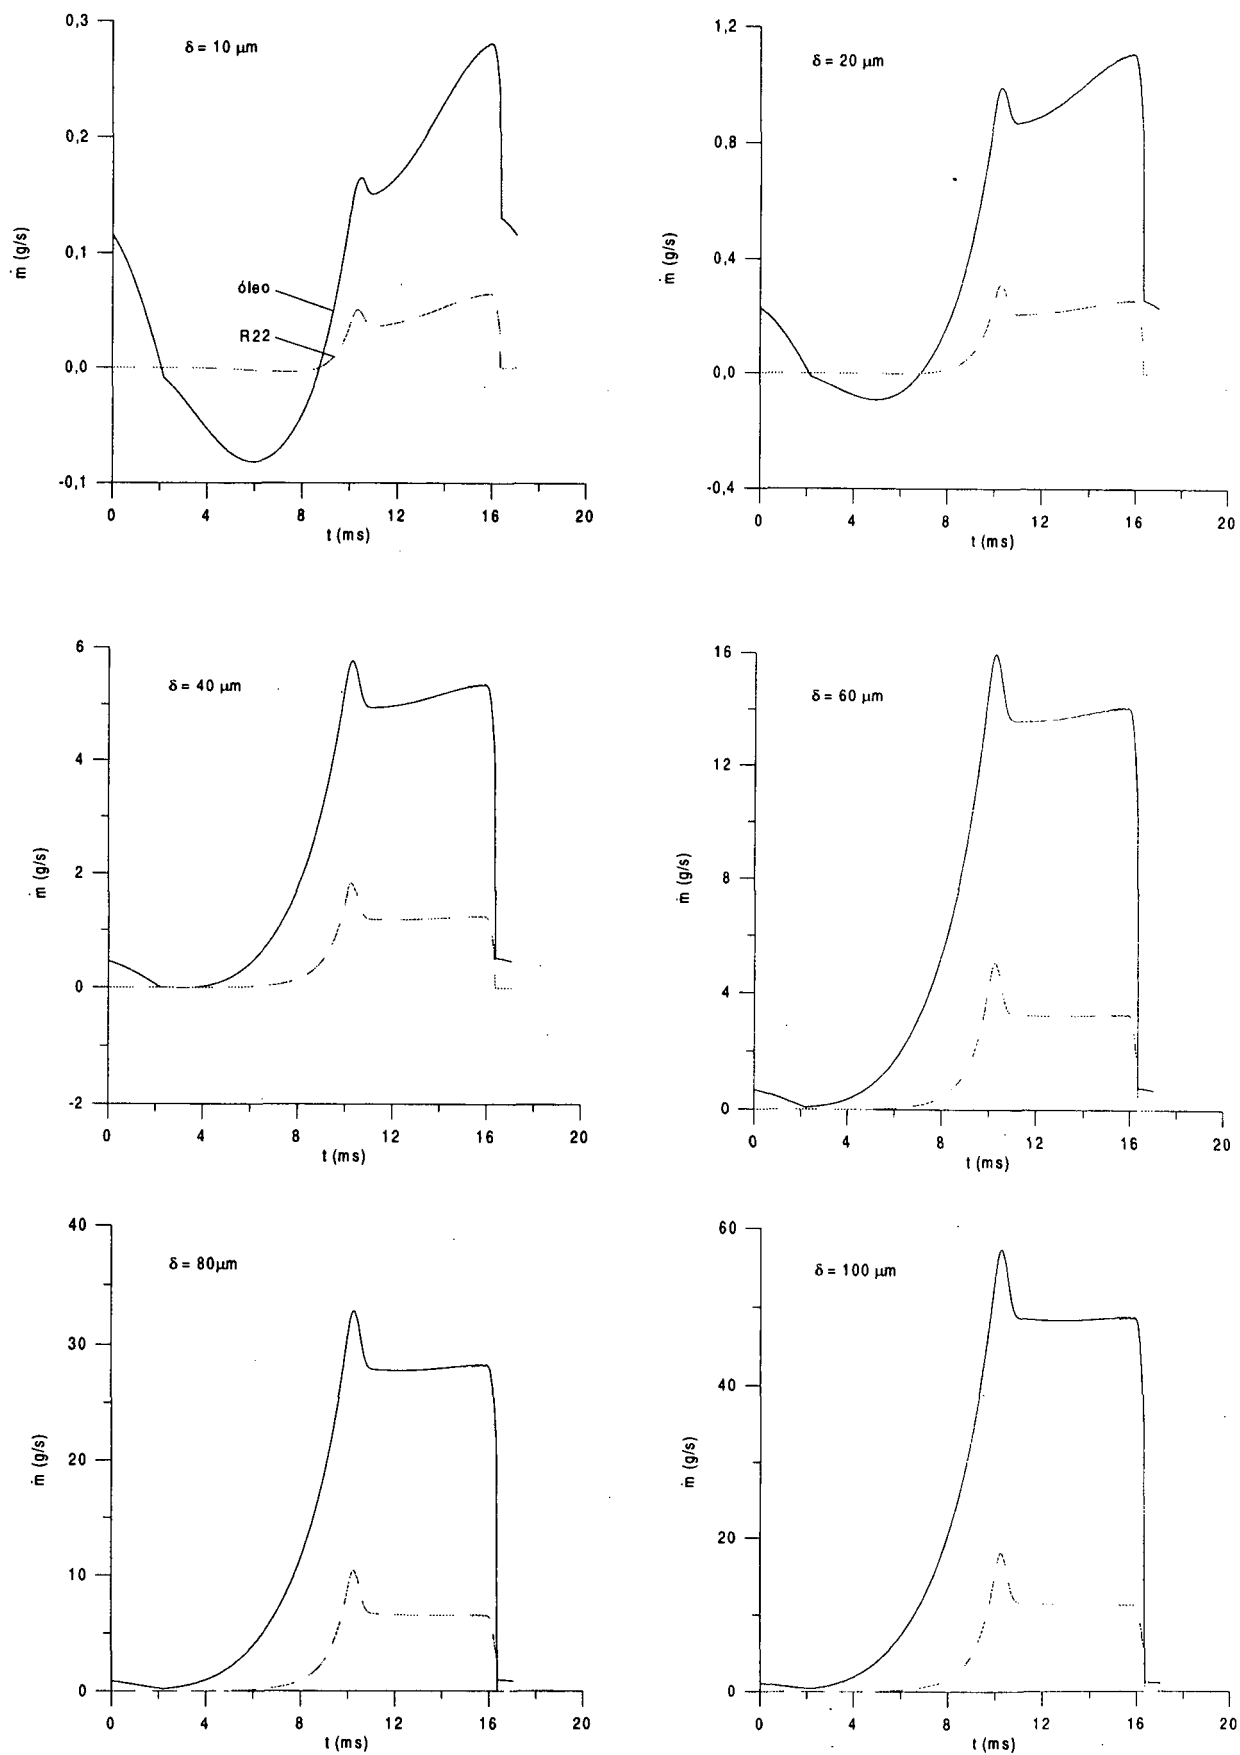 0,3
δ = 10 µm
0,2
ṁ (g/s)
0,1
óleo
R22
0,0
-0,1
0 4 8 12 16 20
t (ms)
1,2
δ = 20 µm
0,8
ṁ (g/s)
0,4
0,0
-0,4
0 4 8 12 16 20
t (ms)
6
δ = 40 µm
4
ṁ (g/s)
2
0
-2
0 4 8 12 16 20
t (ms)
16
δ = 60 µm
12
ṁ (g/s)
8
4
0
0 4 8 12 16 20
t (ms)
40
δ = 80µm
30
20
ṁ (g/s)
10
0
0 4 8 12 16 20
t (ms)
60
δ = 100 µm
40
ṁ (g/s)
20
0
0 4 8 12 16 20
t (ms)